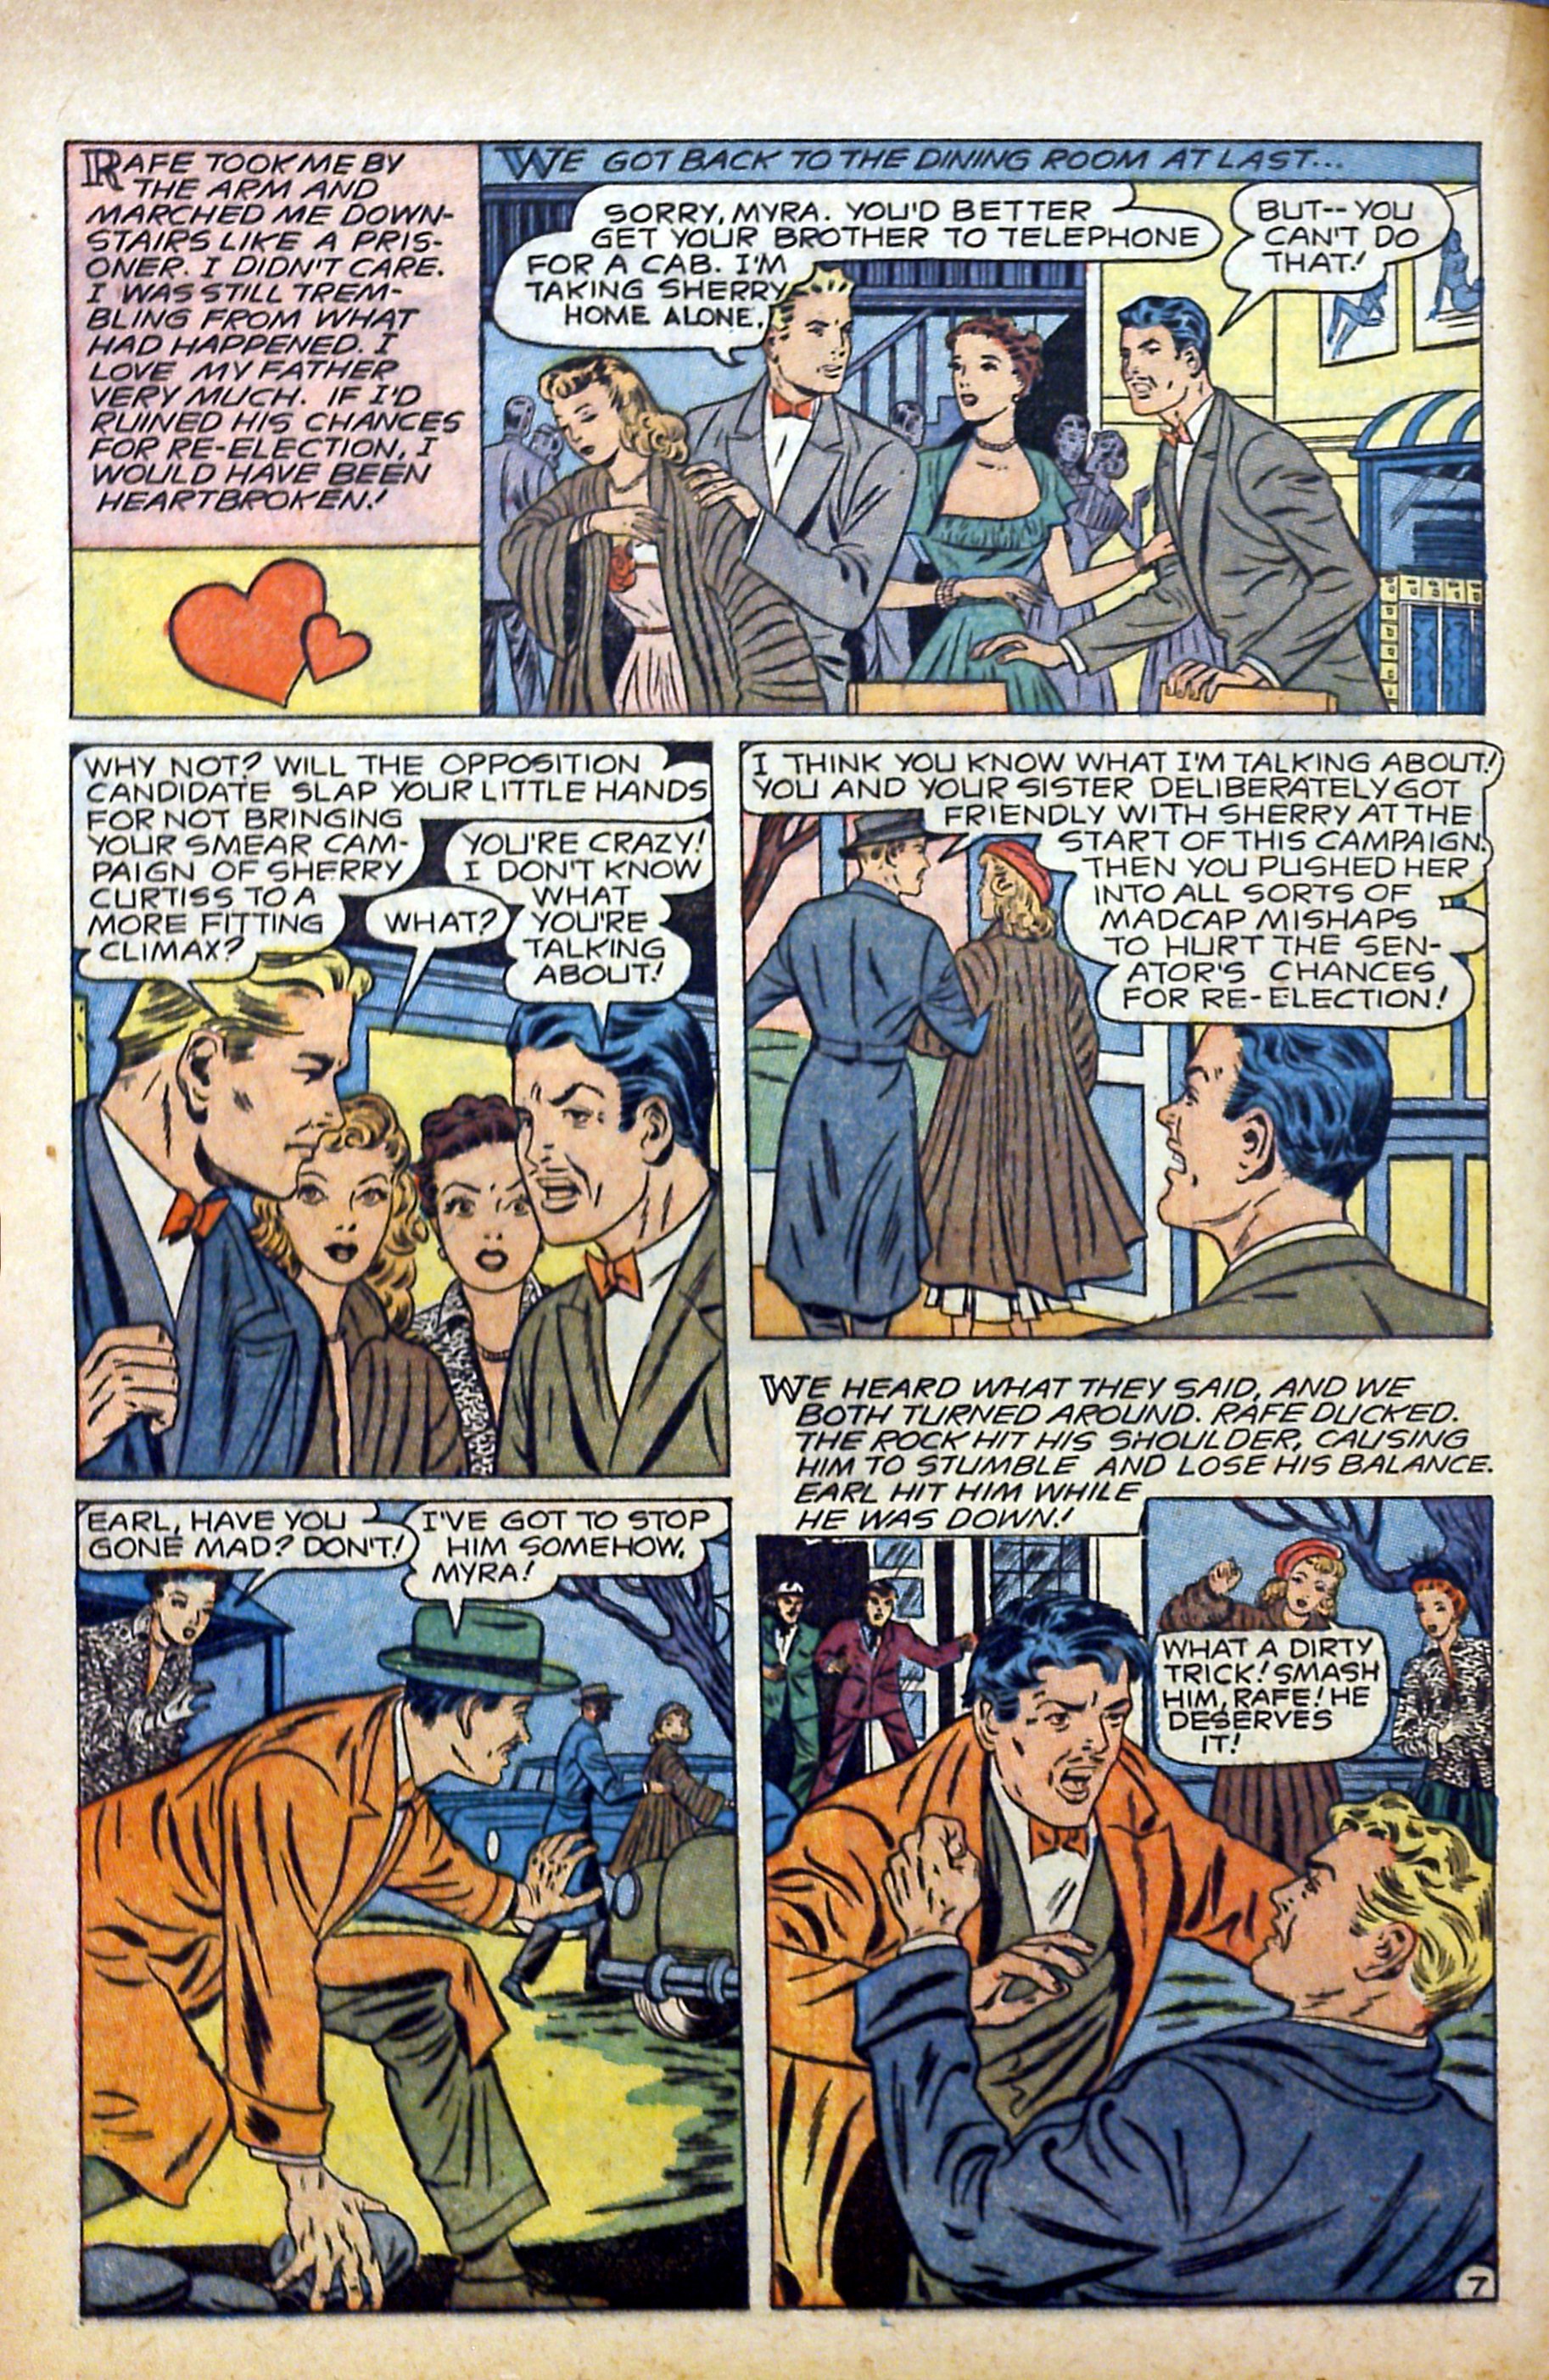 RAFE TOOK ME BY
THE ARM AND
MARCHED ME DOWN-
STAIRS LIKE A PRIS-
ONER. I DIDN'T CARE.
I WAS STILL TREM-
BLING FROM WHAT
HAD HAPPENED. I
LOVE MY FATHER
VERY MUCH. IF I'D
RUINED HIS CHANCES
FOR RE-ELECTION, I
WOULD HAVE BEEN
HEARTBROKEN!
WE GOT BACK TO THE DINING ROOM AT LAST...
SORRY, MYRA. YOU'D BETTER
GET YOUR BROTHER TO TELEPHONE
FOR A CAB. I'M
TAKING SHERRY
HOME ALONE.
BUT-- YOU
CAN'T DO
THAT!
WHY NOT? WILL THE OPPOSITION
CANDIDATE SLAP YOUR LITTLE HANDS
FOR NOT BRINGING
YOUR SMEAR CAM-
PAIGN OF SHERRY
CURTISS TO A
MORE FITTING
CLIMAX?
WHAT?
YOU'RE CRAZY!
I DON'T KNOW
WHAT
YOU'RE
TALKING
ABOUT!
I THINK YOU KNOW WHAT I'M TALKING ABOUT!
YOU AND YOUR SISTER DELIBERATELY GOT
FRIENDLY WITH SHERRY AT THE
START OF THIS CAMPAIGN.
THEN YOU PUSHED HER
INTO ALL SORTS OF
MADCAP MISHAPS
TO HURT THE SEN-
ATOR'S CHANCES
FOR RE-ELECTION!
EARL, HAVE YOU
GONE MAD? DON'T!
I'VE GOT TO STOP
HIM SOMEHOW,
MYRA!
WE HEARD WHAT THEY SAID, AND WE
BOTH TURNED AROUND. RAFE DUCKED.
THE ROCK HIT HIS SHOULDER, CAUSING
HIM TO STUMBLE AND LOSE HIS BALANCE.
EARL HIT HIM WHILE
HE WAS DOWN!
WHAT A DIRTY
TRICK! SMASH
HIM, RAFE! HE
DESERVES
IT!
7